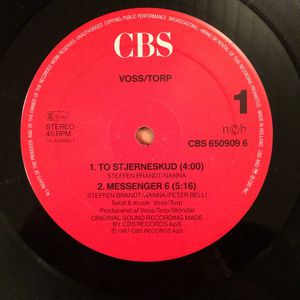 CBS
VOSS/TORP
STEREO
45 RPM
1
n©b
CBS 650909 6
1. TO STJERNESKUD (4:00)
STEFFEN BRANDT/NANNA
2. MESSENGER 6 (5:16)
STEFFEN BRANDT/NANNA/PETER BELLI
Tekst & musik: Voss/Torp
Produceret af Voss/Torp/Blöndal
ORIGINAL SOUND RECORDING MADE
BY CBS RECORDS ApS
℗ 1987 CBS RECORDS ApS